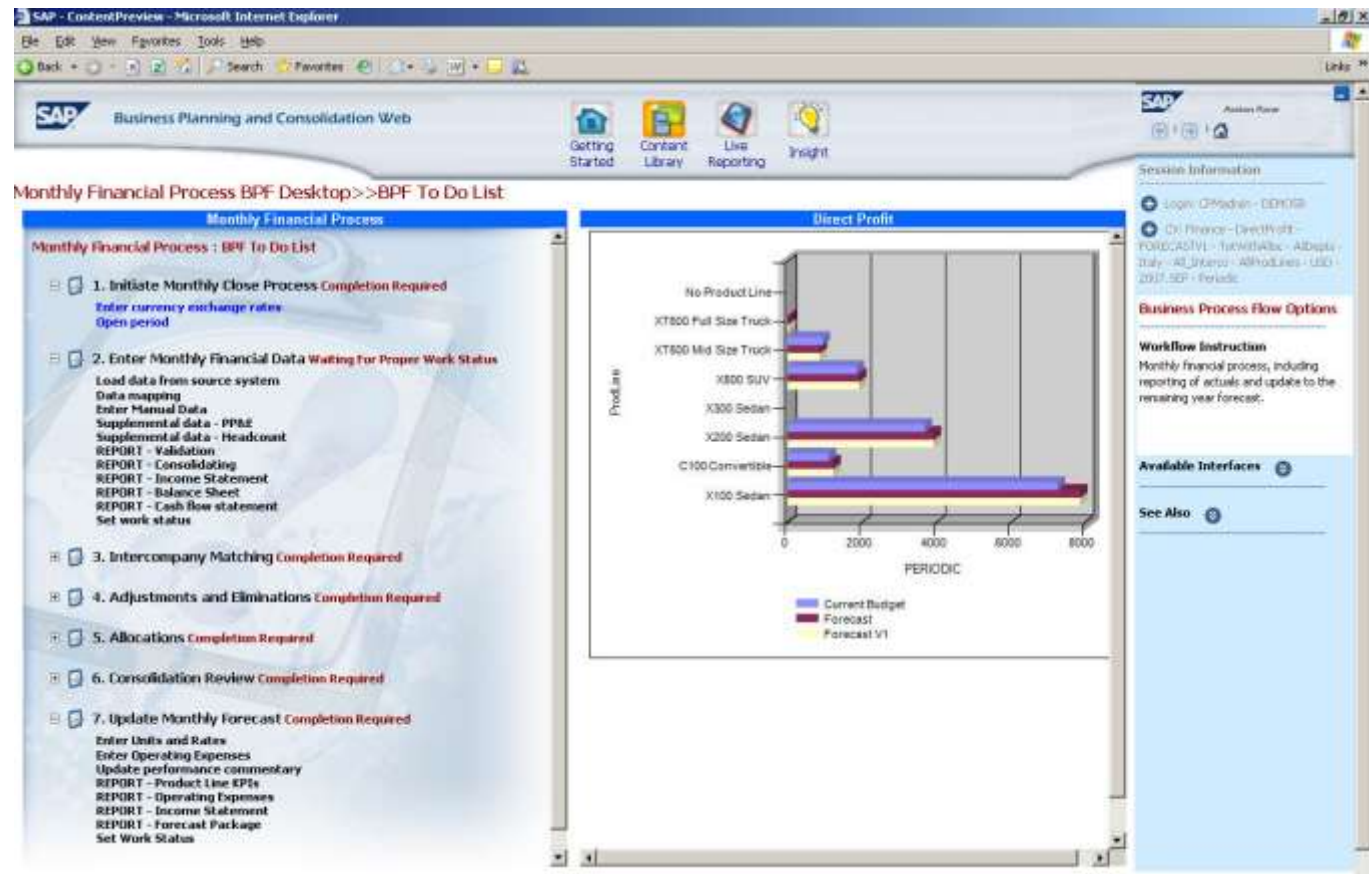 SAP - ContentPreview - Microsoft Internet Explorer
File Edit View Favorites Tools Help
Back Search Favorites Links
SAP Business Planning and Consolidation Web
Getting Started
Content Library
Live Reporting
Insight
SAP
Monthly Financial Process BPF Desktop>>BPF To Do List
Monthly Financial Process
Monthly Financial Process : BPF To Do List
1. Initiate Monthly Close Process Completion Required
Enter currency exchange rates
Open period
2. Enter Monthly Financial Data Waiting For Proper Work Status
Load data from source system
Data mapping
Enter Manual Data
Supplemental data - PP&E
Supplemental data - Headcount
REPORT - Validation
REPORT - Consolidating
REPORT - Income Statement
REPORT - Balance Sheet
REPORT - Cash flow statement
Set work status
3. Intercompany Matching Completion Required
4. Adjustments and Eliminations Completion Required
5. Allocations Completion Required
6. Consolidation Review Completion Required
7. Update Monthly Forecast Completion Required
Enter Units and Rates
Enter Operating Expenses
Update performance commentary
REPORT - Product Line KPIs
REPORT - Operating Expenses
REPORT - Income Statement
REPORT - Forecast Package
Set Work Status
Direct Profit
ProdLine
No Product Line
XT800 Full Size Truck
XT600 Mid Size Truck
X800 SUV
X300 Sedan
X200 Sedan
C100 Convertible
X100 Sedan
0 2000 4000 6000 8000
PERIODIC
Current Budget
Forecast
Forecast V1
Session Information
Business Process Flow Options
Workflow Instruction
Monthly financial process, including
reporting of actuals and update to the
remaining year forecast.
Available Interfaces
See Also